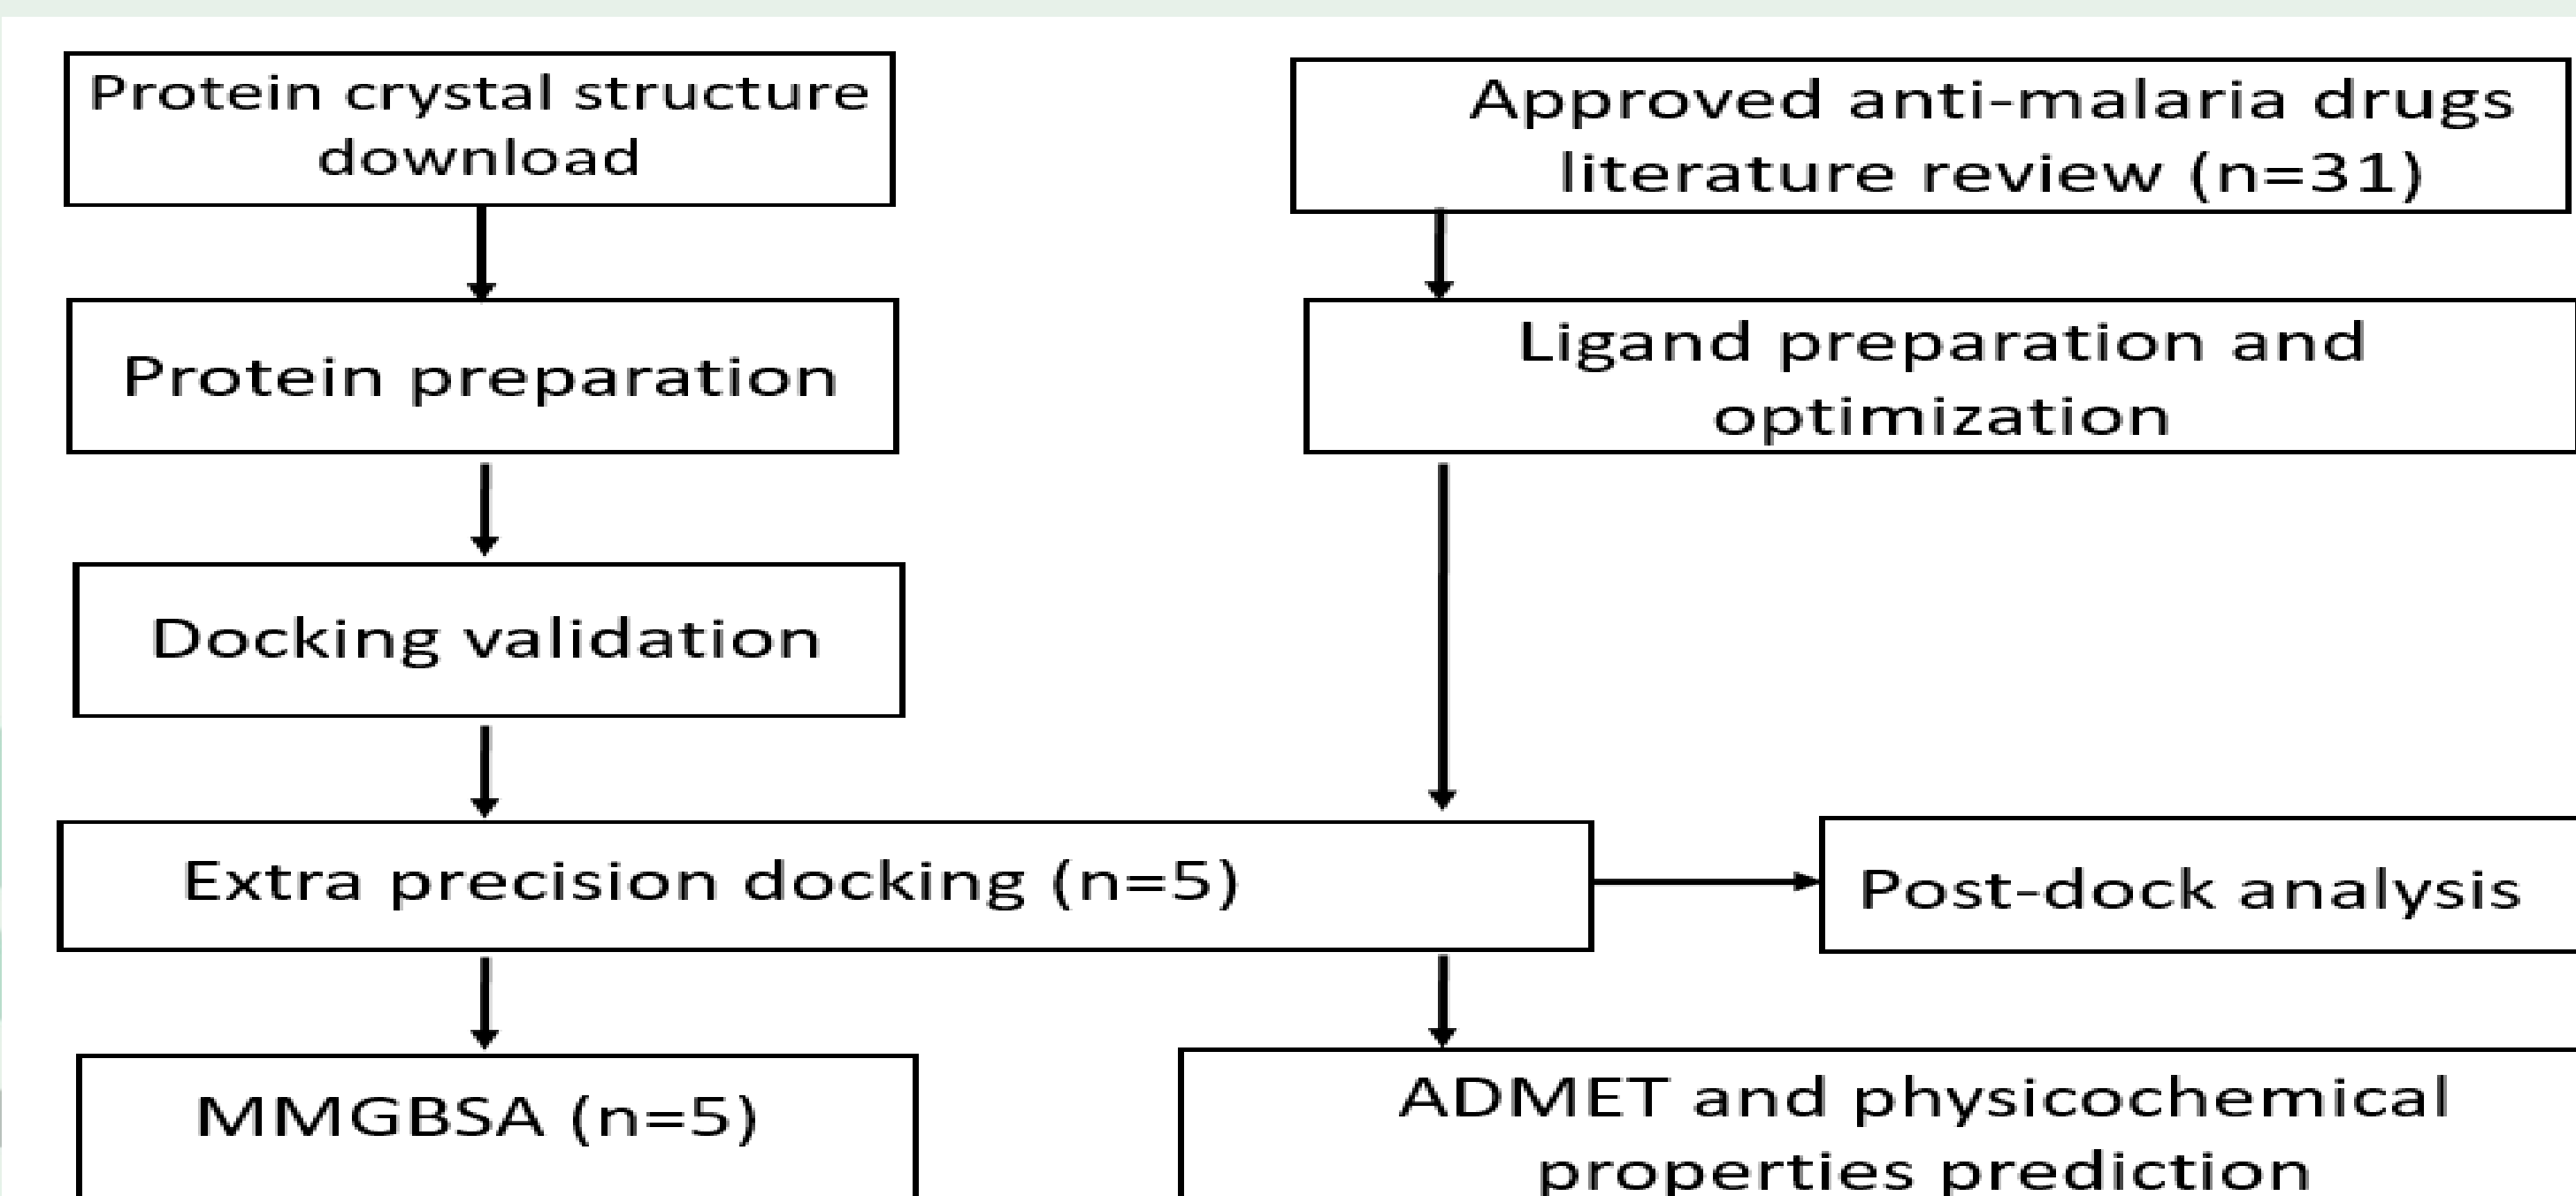 Protein crystal structure
download
Approved anti-malaria drugs
literature review (n=31)
Protein preparation
Ligand preparation and
optimization
Docking validation
Extra precision docking (n=5)
Post-dock analysis
MMGBSA (n=5)
ADMET and physicochemical
properties prediction